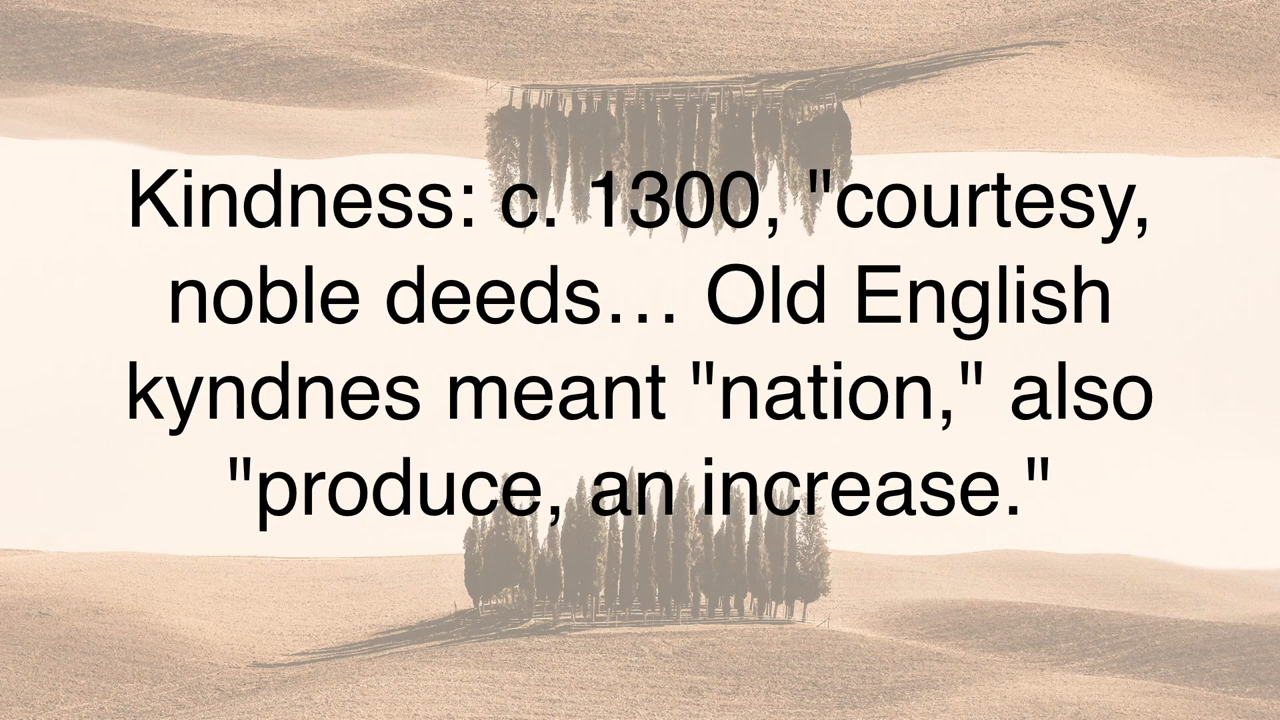 Kindness: c. 1300, "courtesy,
noble deeds… Old English
kyndnes meant "nation," also
"produce, an increase."